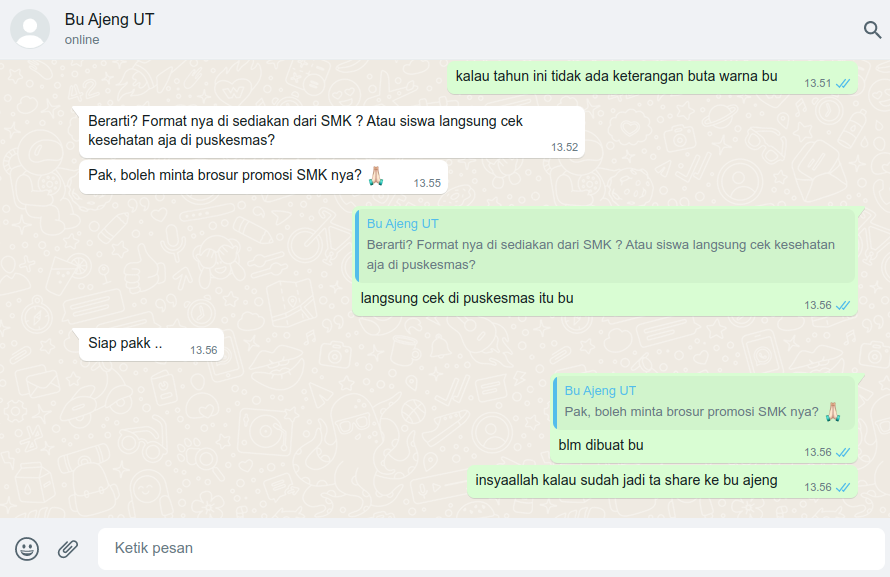 Bu Ajeng UT
online
kalau tahun ini tidak ada keterangan buta warna bu
13.51
Berarti? Format nya di sediakan dari SMK ? Atau siswa langsung cek
kesehatan aja di puskesmas?
13.52
Pak, boleh minta brosur promosi SMK nya? 🙏🏻
13.55
Bu Ajeng UT
Berarti? Format nya di sediakan dari SMK ? Atau siswa langsung cek kesehatan
aja di puskesmas?
langsung cek di puskesmas itu bu
13.56
Siap pakk ..
13.56
Bu Ajeng UT
Pak, boleh minta brosur promosi SMK nya? 🙏🏻
blm dibuat bu
13.56
insyaallah kalau sudah jadi ta share ke bu ajeng
13.56
Ketik pesan